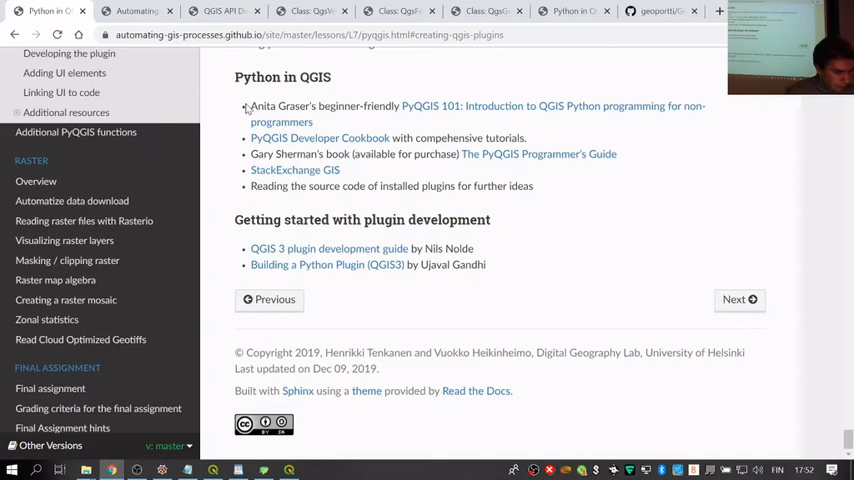 Python in QG
Automating
QGIS API Do
Class: QgsVe
Class: QgsFe
Class: QgsGe
Python in Q
geoportti/Go
automating-gis-processes.github.io/site/master/lessons/L7/pyqgis.html#creating-qgis-plugins
Developing the plugin
Adding UI elements
Linking UI to code
Additional resources
Additional PyQGIS functions
RASTER
Overview
Automatize data download
Reading raster files with Rasterio
Visualizing raster layers
Masking / clipping raster
Raster map algebra
Creating a raster mosaic
Zonal statistics
Read Cloud Optimized Geotiffs
FINAL ASSIGNMENT
Final assignment
Grading criteria for the final assignment
Final Assignment hints
Other Versions
v: master
Python in QGIS
Anita Graser's beginner-friendly PyQGIS 101: Introduction to QGIS Python programming for non-
programmers
PyQGIS Developer Cookbook with compehensive tutorials.
Gary Sherman's book (available for purchase) The PyQGIS Programmer's Guide
StackExchange GIS
Reading the source code of installed plugins for further ideas
Getting started with plugin development
QGIS 3 plugin development guide by Nils Nolde
Building a Python Plugin (QGIS3) by Ujaval Gandhi
Previous
Next
© Copyright 2019, Henrikki Tenkanen and Vuokko Heikinheimo, Digital Geography Lab, University of Helsinki
Last updated on Dec 09, 2019.
Built with Sphinx using a theme provided by Read the Docs.
CC BY SA
FIN
17:52